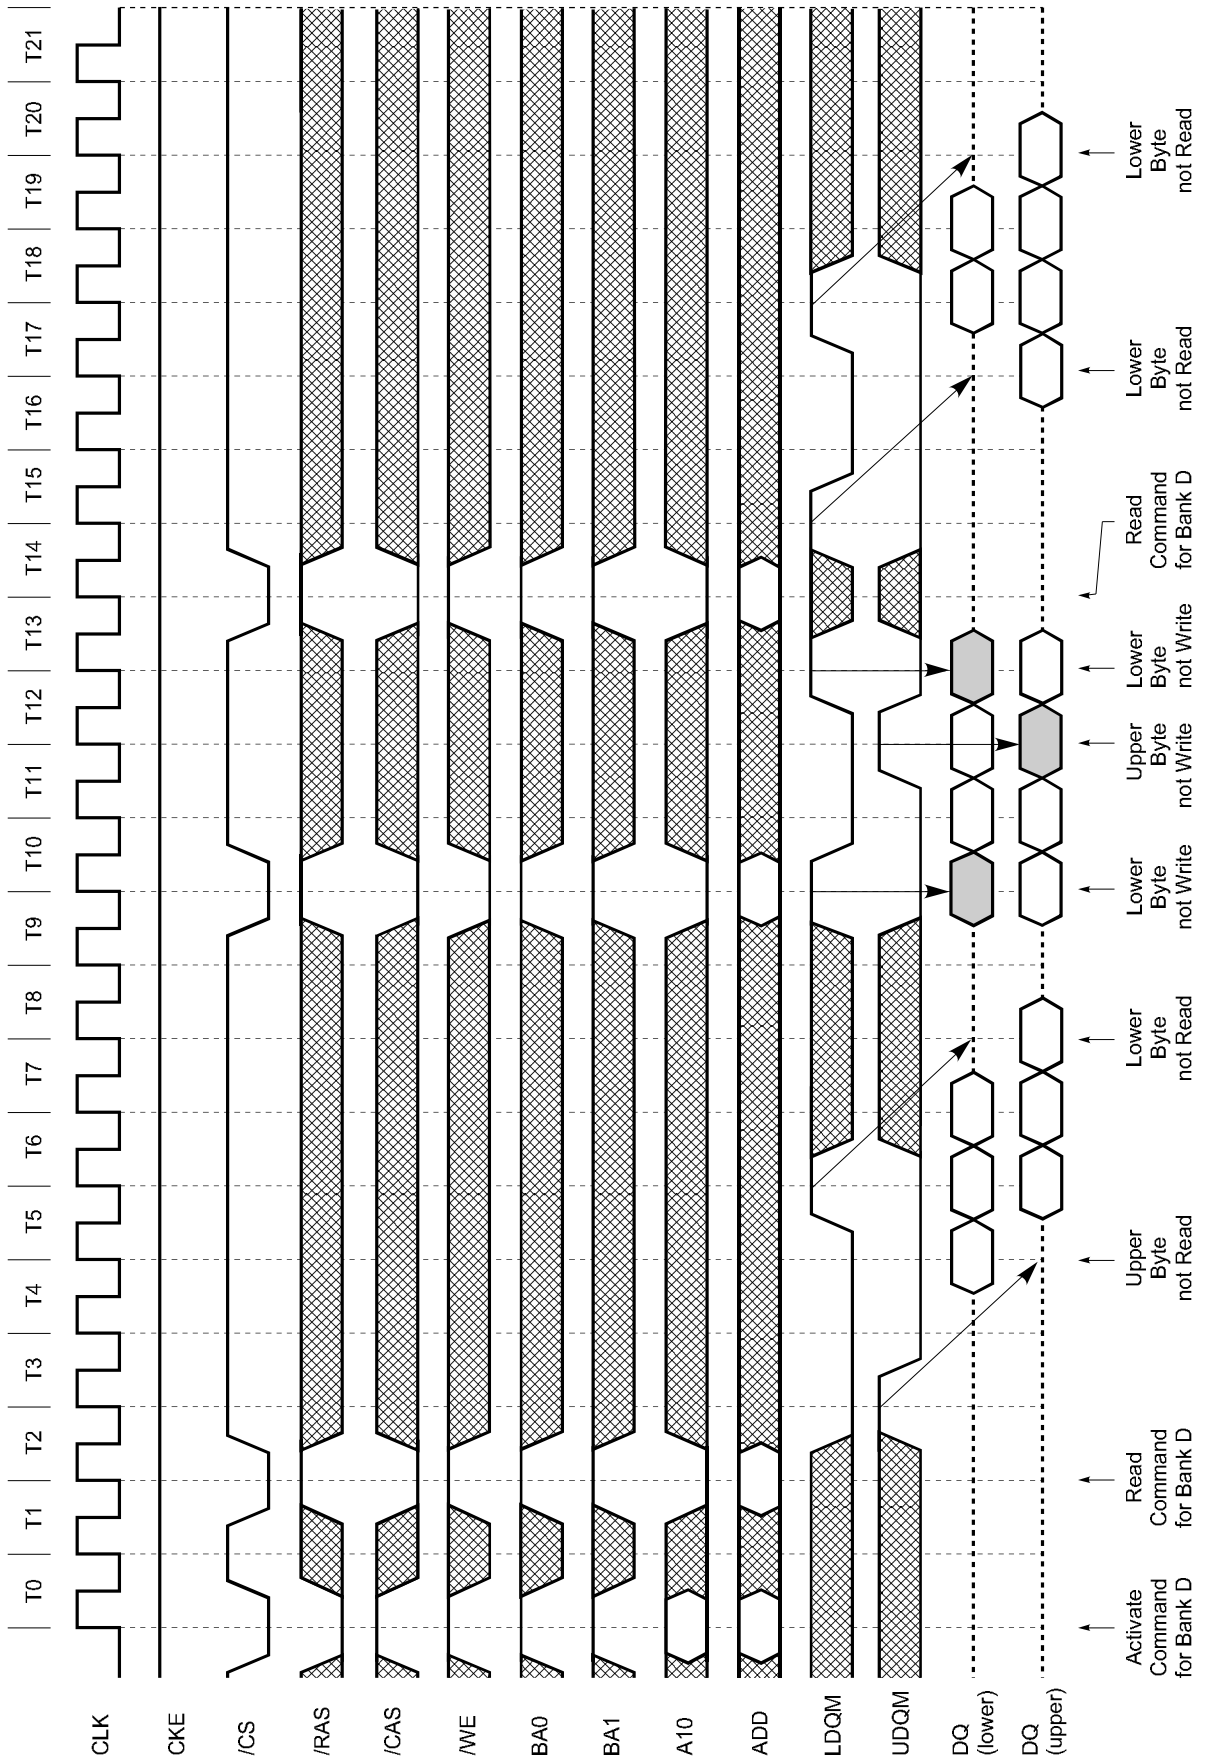 T0 T1 T2 T3 T4 T5 T6 T7 T8 T9 T10 T11 T12 T13 T14 T15 T16 T17 T18 T19 T20 T21
CLK
CKE
/CS
/RAS
/CAS
/WE
BA0
BA1
A10
ADD
LDQM
UDQM
DQ
(lower)
DQ
(upper)
Activate
Command
for Bank D
Read
Command
for Bank D
Upper
Byte
not Read
Lower
Byte
not Read
Lower
Byte
not Write
Upper
Byte
not Write
Lower
Byte
not Write
Read
Command
for Bank D
Lower
Byte
not Read
Lower
Byte
not Read